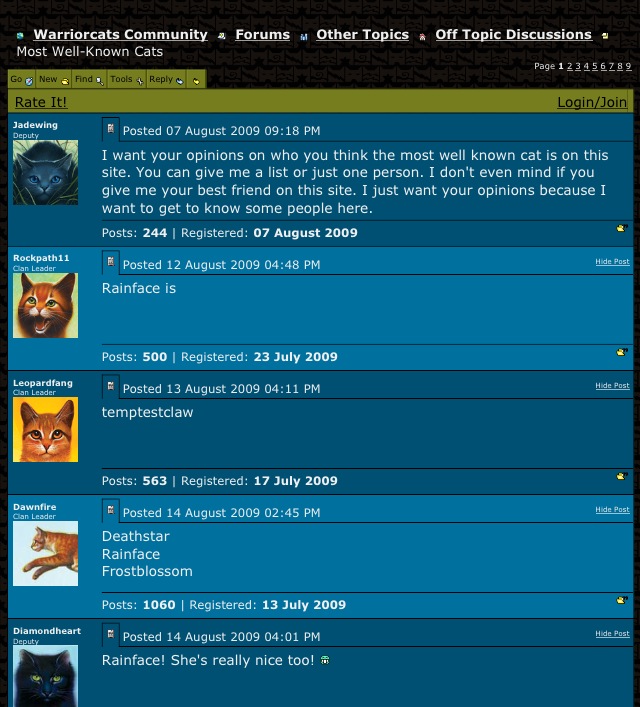 Warriorcats Community Forums Other Topics Off Topic Discussions
Most Well-Known Cats
Page 1 2 3 4 5 6 7 8 9
Go New Find Tools Reply
Rate It! Login/Join
Jadewing
Deputy
Posted 07 August 2009 09:18 PM
I want your opinions on who you think the most well known cat is on this
site. You can give me a list or just one person. I don't even mind if you
give me your best friend on this site. I just want your opinions because I
want to get to know some people here.
Posts: 244 | Registered: 07 August 2009
Rockpath11
Clan Leader
Posted 12 August 2009 04:48 PM
Hide Post
Rainface is
Posts: 500 | Registered: 23 July 2009
Leopardfang
Clan Leader
Posted 13 August 2009 04:11 PM
Hide Post
temptestclaw
Posts: 563 | Registered: 17 July 2009
Dawnfire
Clan Leader
Posted 14 August 2009 02:45 PM
Hide Post
Deathstar
Rainface
Frostblossom
Posts: 1060 | Registered: 13 July 2009
Diamondheart
Deputy
Posted 14 August 2009 04:01 PM
Hide Post
Rainface! She's really nice too!